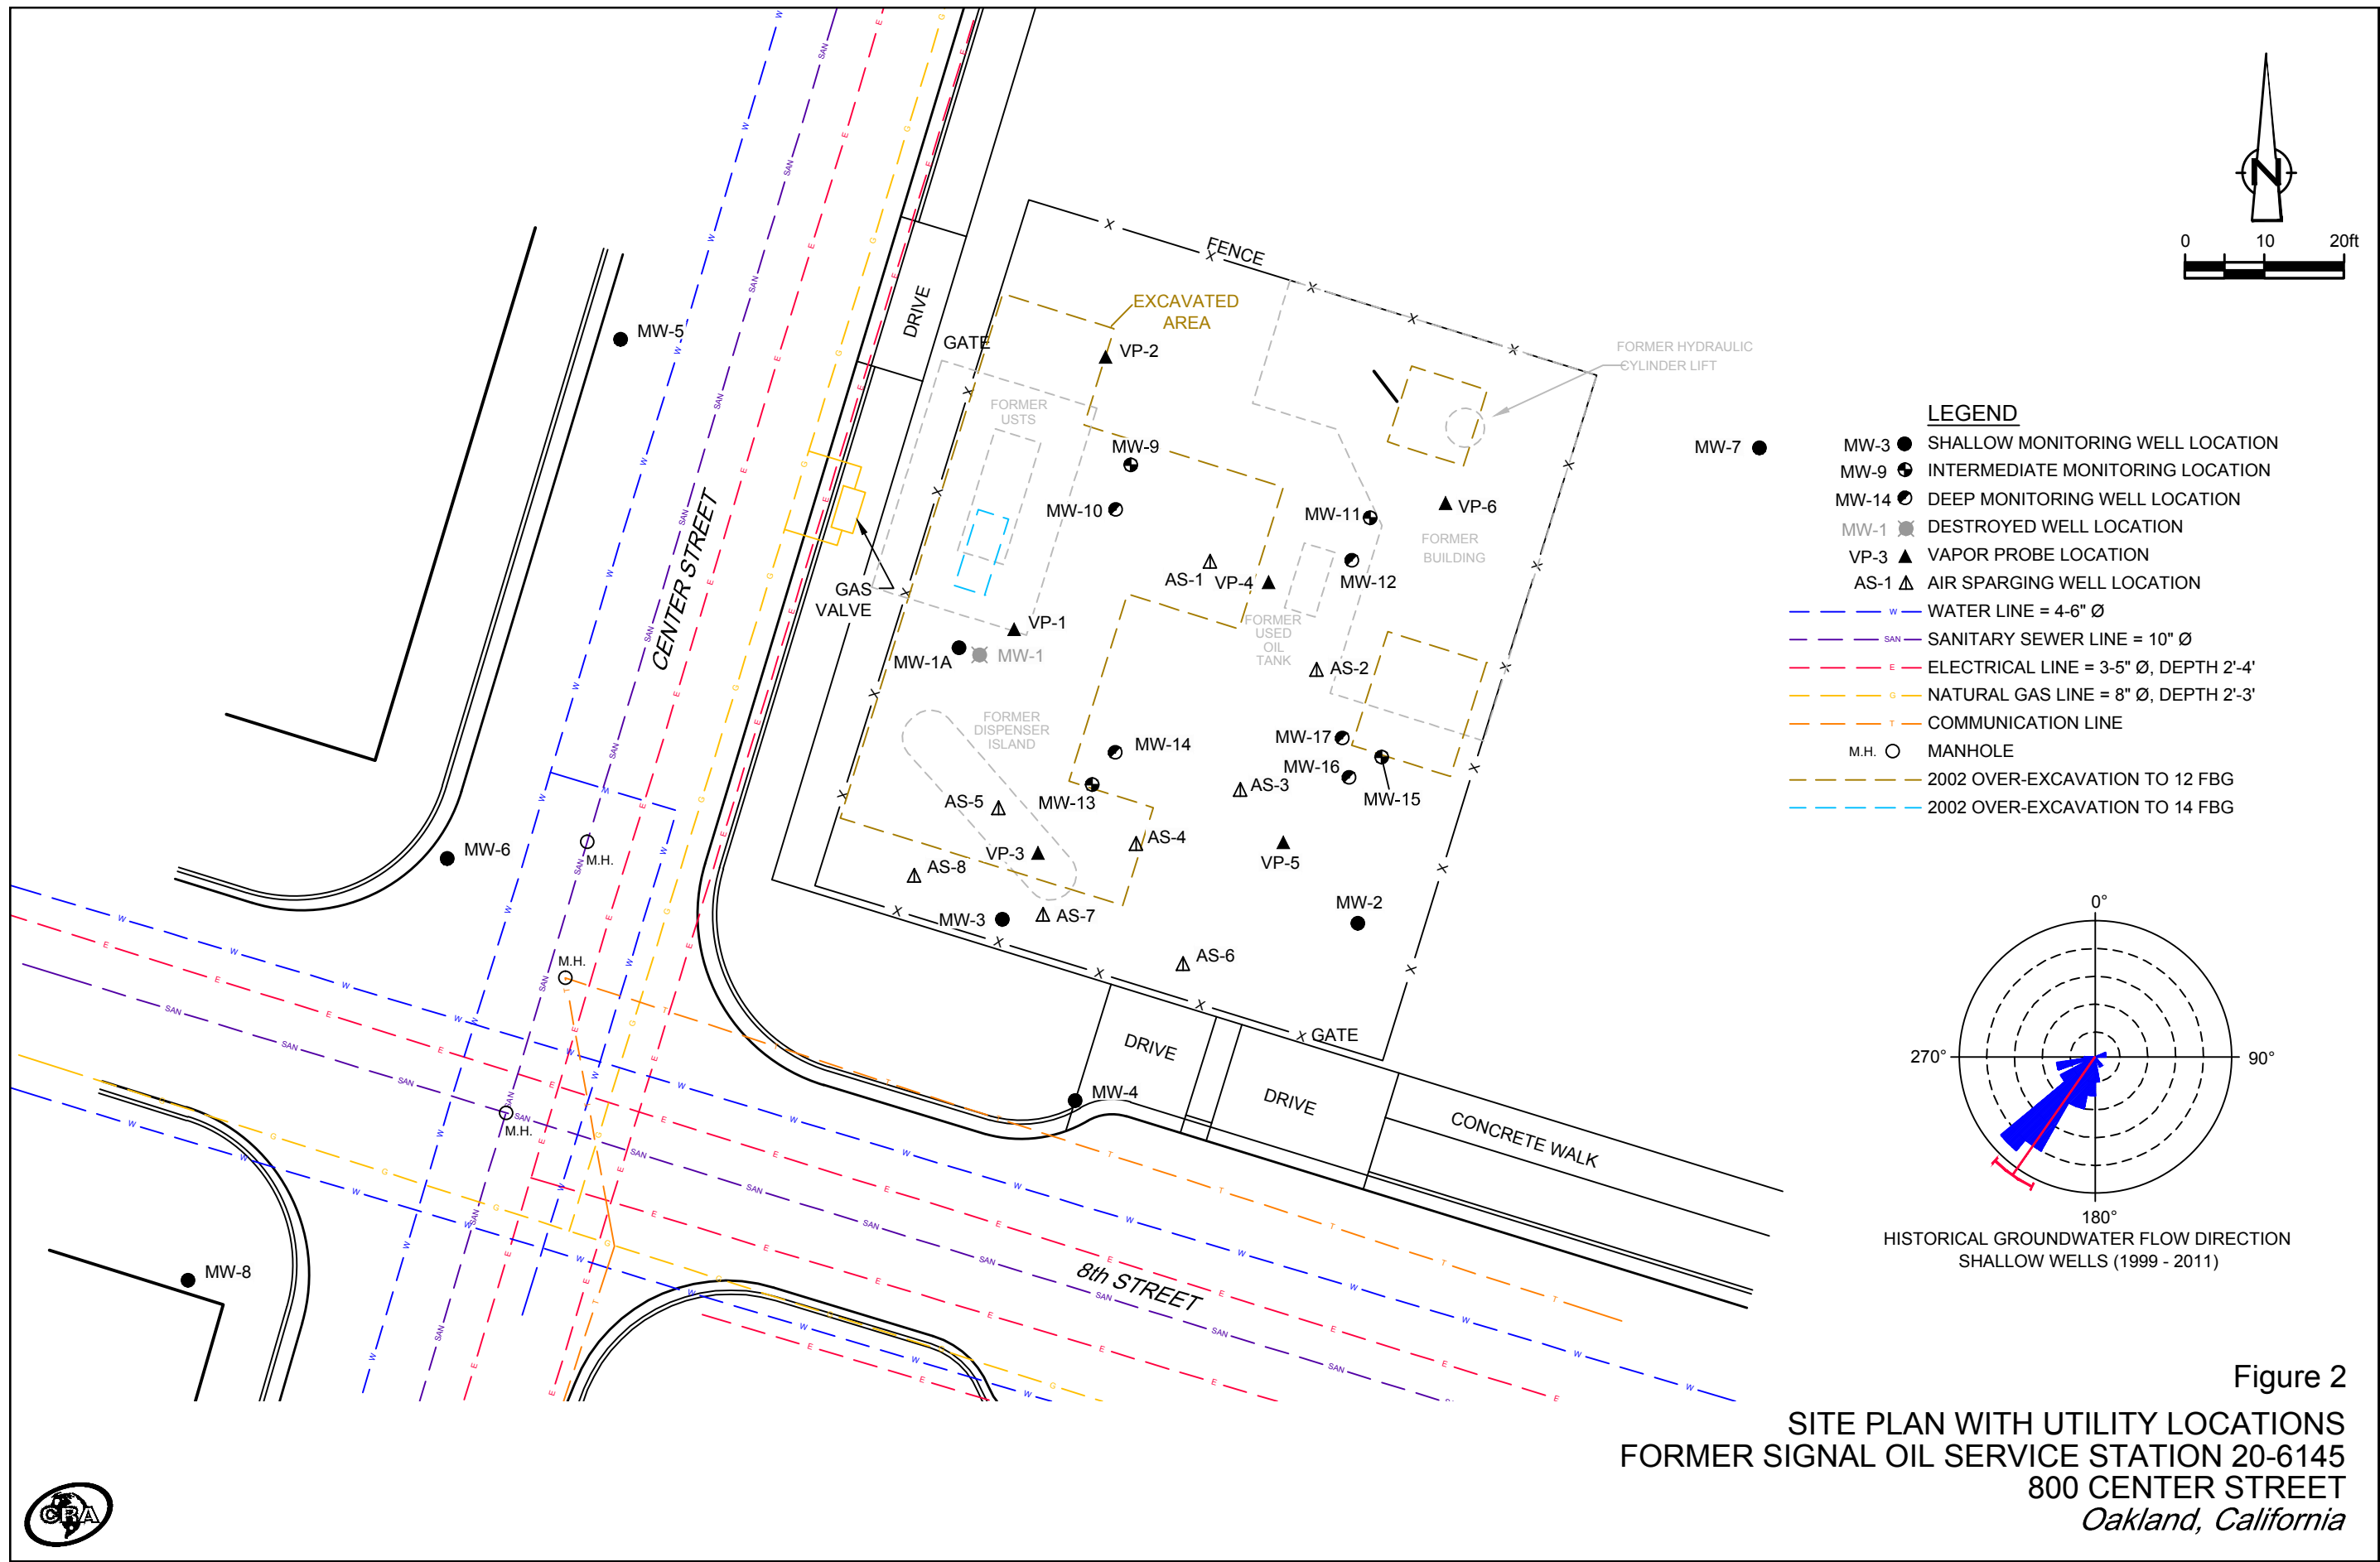 FENCE
EXCAVATED
AREA
DRIVE
GATE
VP-2
MW-5
FORMER
USTS
FORMER HYDRAULIC
CYLINDER LIFT
MW-9
MW-10
MW-11
VP-6
MW-7
FORMER
BUILDING
MW-12
AS-1
VP-4
GAS
VALVE
CENTER STREET
VP-1
MW-1A
MW-1
FORMER
USED
OIL
TANK
AS-2
FORMER
DISPENSER
ISLAND
MW-14
MW-17
MW-16
MW-15
MW-13
AS-3
AS-5
AS-4
VP-3
VP-5
AS-8
MW-6
M.H.
MW-3
AS-7
MW-2
AS-6
M.H.
GATE
DRIVE
DRIVE
MW-4
CONCRETE WALK
M.H.
8th STREET
MW-8
N
0 10 20ft
LEGEND
MW-3 SHALLOW MONITORING WELL LOCATION
MW-9 INTERMEDIATE MONITORING LOCATION
MW-14 DEEP MONITORING WELL LOCATION
MW-1 DESTROYED WELL LOCATION
VP-3 VAPOR PROBE LOCATION
AS-1 AIR SPARGING WELL LOCATION
W WATER LINE = 4-6" Ø
SAN SANITARY SEWER LINE = 10" Ø
E ELECTRICAL LINE = 3-5" Ø, DEPTH 2'-4'
G NATURAL GAS LINE = 8" Ø, DEPTH 2'-3'
T COMMUNICATION LINE
M.H. MANHOLE
2002 OVER-EXCAVATION TO 12 FBG
2002 OVER-EXCAVATION TO 14 FBG
0°
270°
90°
180°
HISTORICAL GROUNDWATER FLOW DIRECTION
SHALLOW WELLS (1999 - 2011)
Figure 2
SITE PLAN WITH UTILITY LOCATIONS
FORMER SIGNAL OIL SERVICE STATION 20-6145
800 CENTER STREET
Oakland, California
CRA